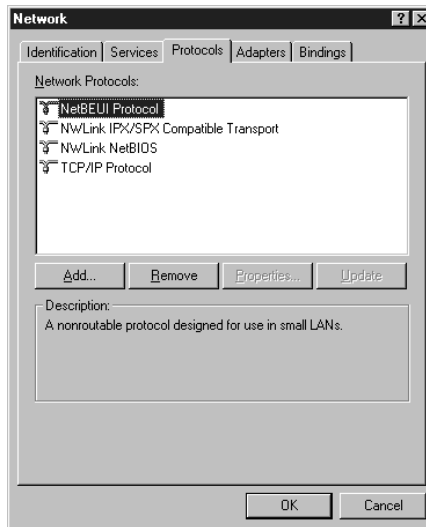 Network
Identification Services Protocols Adapters Bindings
Network Protocols:
NetBEUI Protocol
NWLink IPX/SPX Compatible Transport
NWLink NetBIOS
TCP/IP Protocol
Add... Remove Properties... Update
Description:
A nonroutable protocol designed for use in small LANs.
OK Cancel